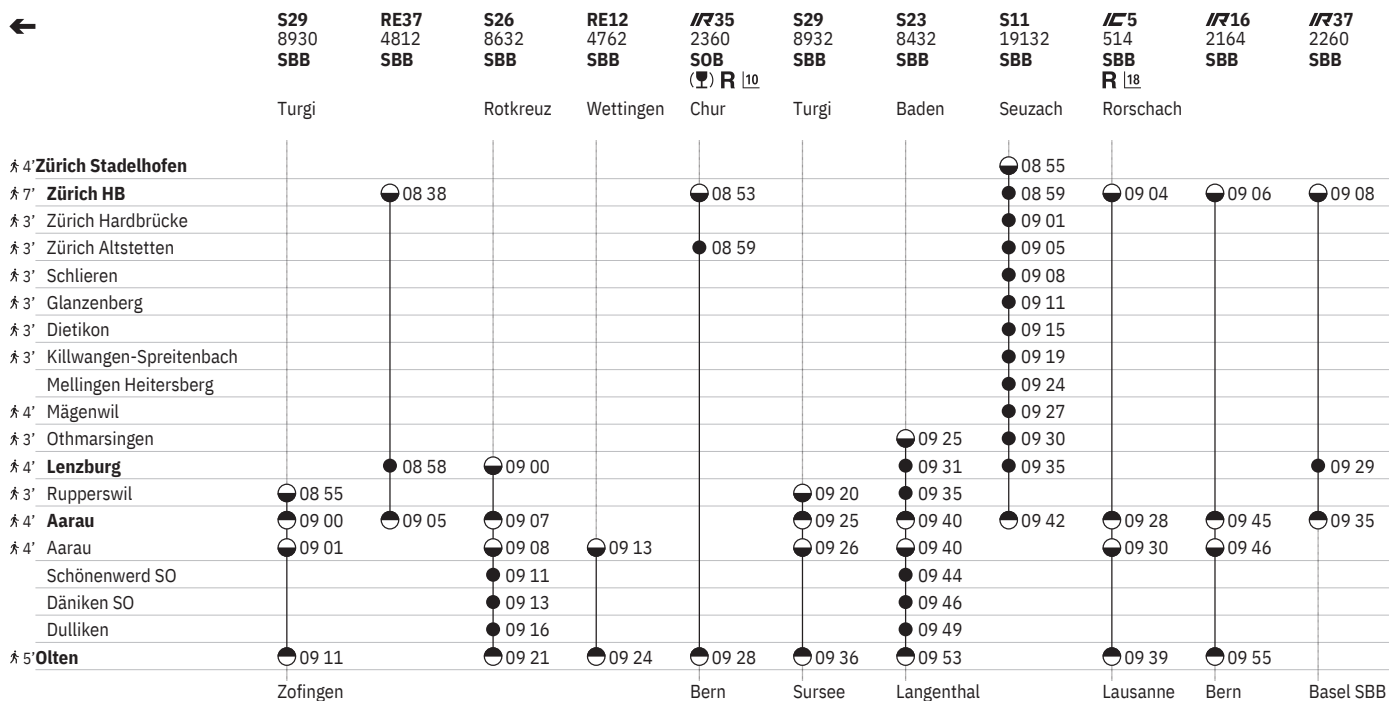 S29 RE37 S26 RE12 IR35 S29 S23 S11 IC5 IR16 IR37
8930 4812 8632 4762 2360 8932 8432 19132 514 2164 2260
SBB SBB SBB SBB SOB SBB SBB SBB SBB SBB SBB
R 10 R 18
Turgi Rotkreuz Wettingen Chur Turgi Baden Seuzach Rorschach
4' Zürich Stadelhofen 08 55
7' Zürich HB 08 38 08 53 08 59 09 04 09 06 09 08
3' Zürich Hardbrücke 09 01
3' Zürich Altstetten 08 59 09 05
3' Schlieren 09 08
3' Glanzenberg 09 11
3' Dietikon 09 15
3' Killwangen-Spreitenbach 09 19
Mellingen Heitersberg 09 24
4' Mägenwil 09 27
3' Othmarsingen 09 25 09 30
4' Lenzburg 08 58 09 00 09 31 09 35 09 29
3' Rupperswil 08 55 09 20 09 35
4' Aarau 09 00 09 05 09 07 09 25 09 40 09 42 09 28 09 45 09 35
4' Aarau 09 01 09 08 09 13 09 26 09 40 09 30 09 46
Schönenwerd SO 09 11 09 44
Däniken SO 09 13 09 46
Dulliken 09 16 09 49
5' Olten 09 11 09 21 09 24 09 28 09 36 09 53 09 39 09 55
Zofingen Bern Sursee Langenthal Lausanne Bern Basel SBB